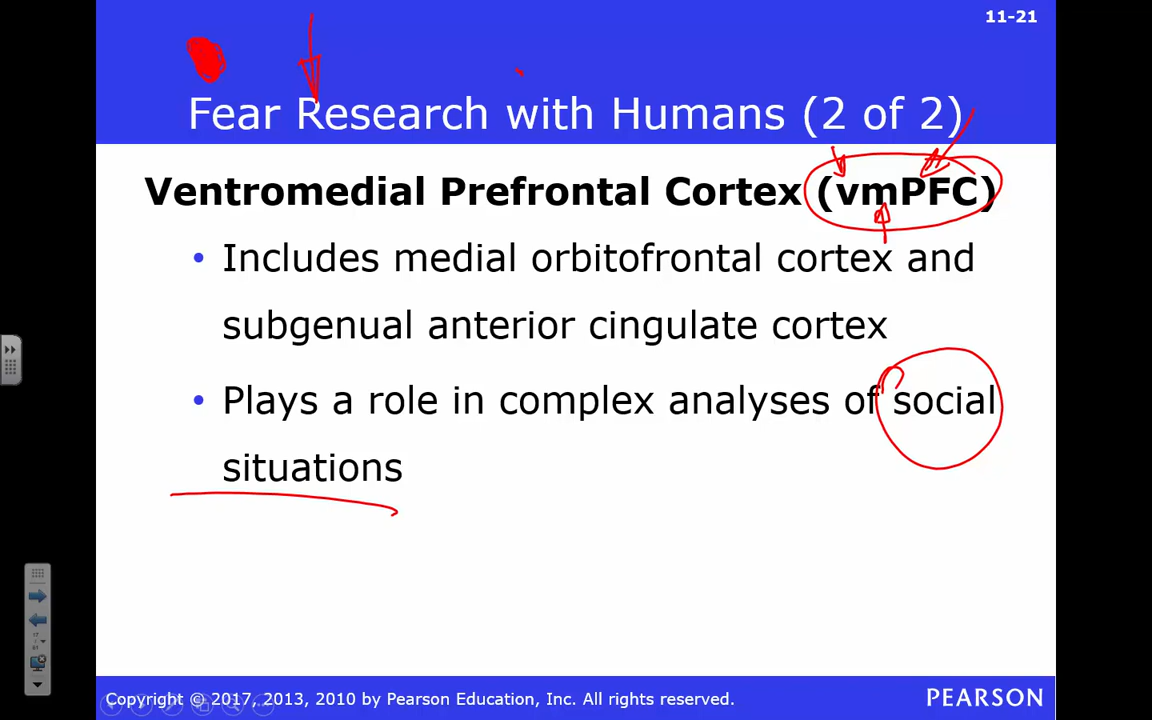 11-21
Fear Research with Humans (2 of 2)
Ventromedial Prefrontal Cortex (vmPFC)
• Includes medial orbitofrontal cortex and
subgenual anterior cingulate cortex
• Plays a role in complex analyses of social
situations
Copyright © 2017, 2013, 2010 by Pearson Education, Inc. All rights reserved.
PEARSON